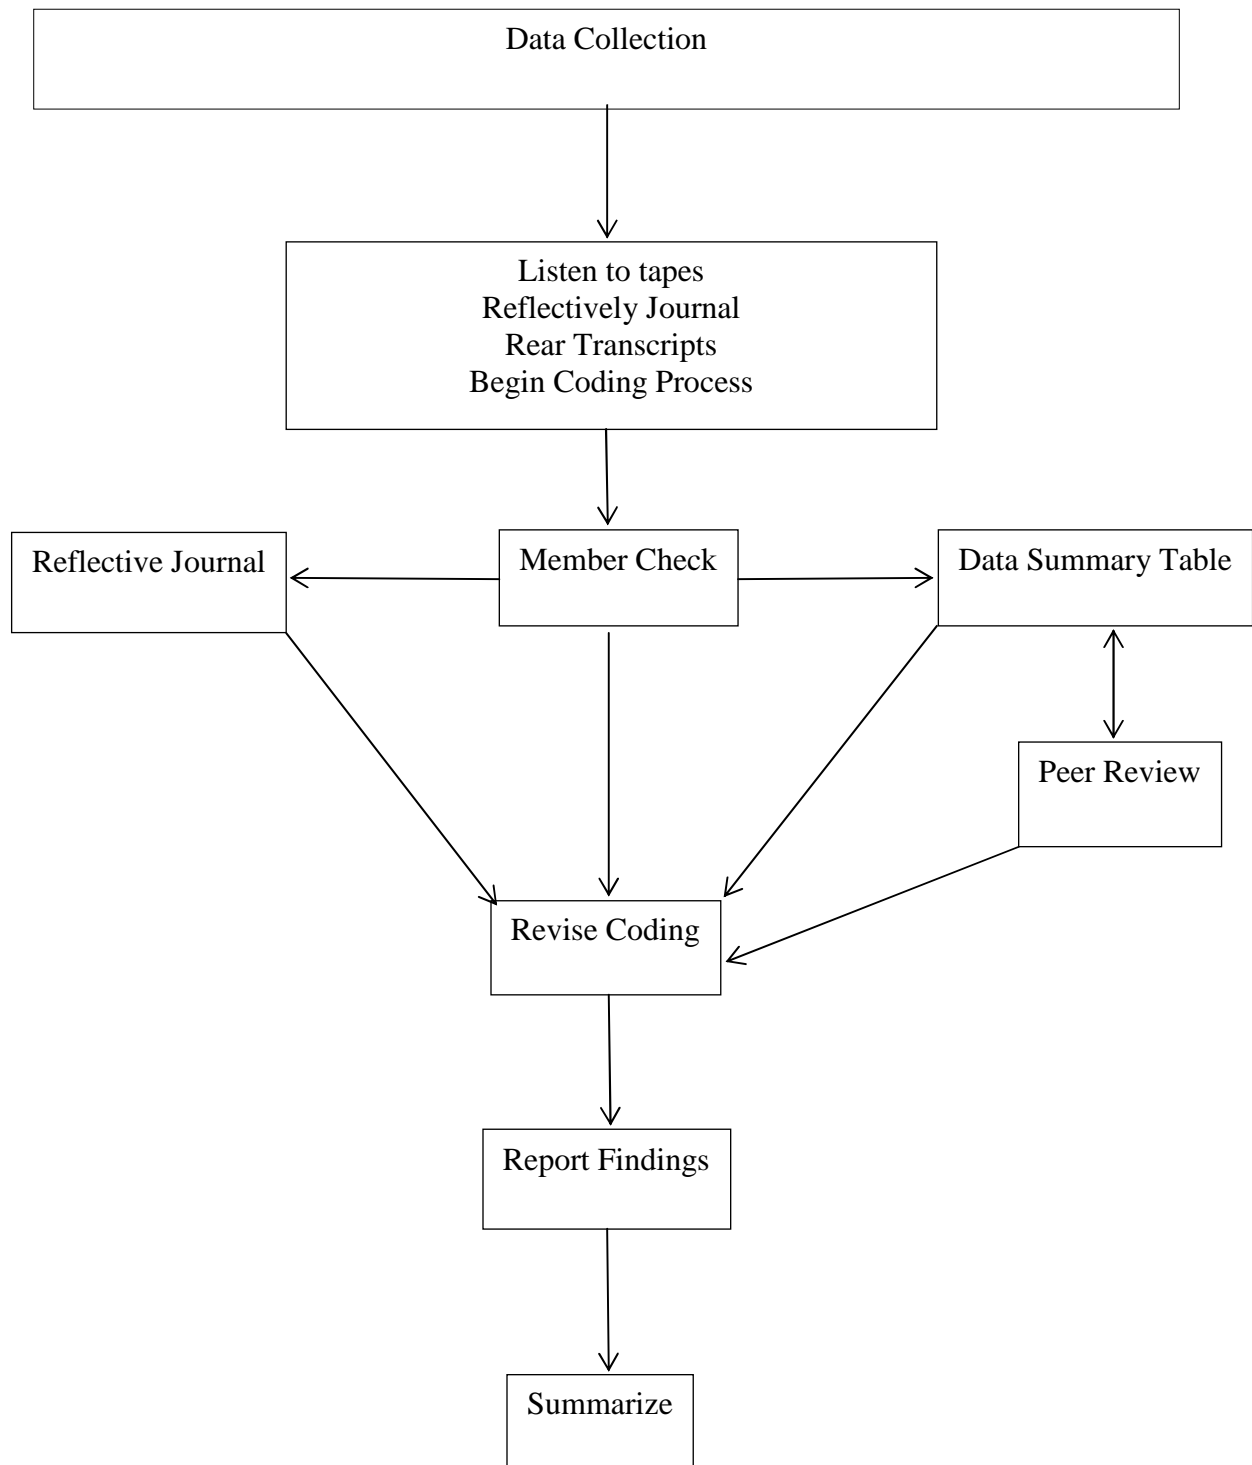 Data Collection
Listen to tapes
Reflectively Journal
Rear Transcripts
Begin Coding Process
Reflective Journal
Member Check
Data Summary Table
Peer Review
Revise Coding
Report Findings
Summarize